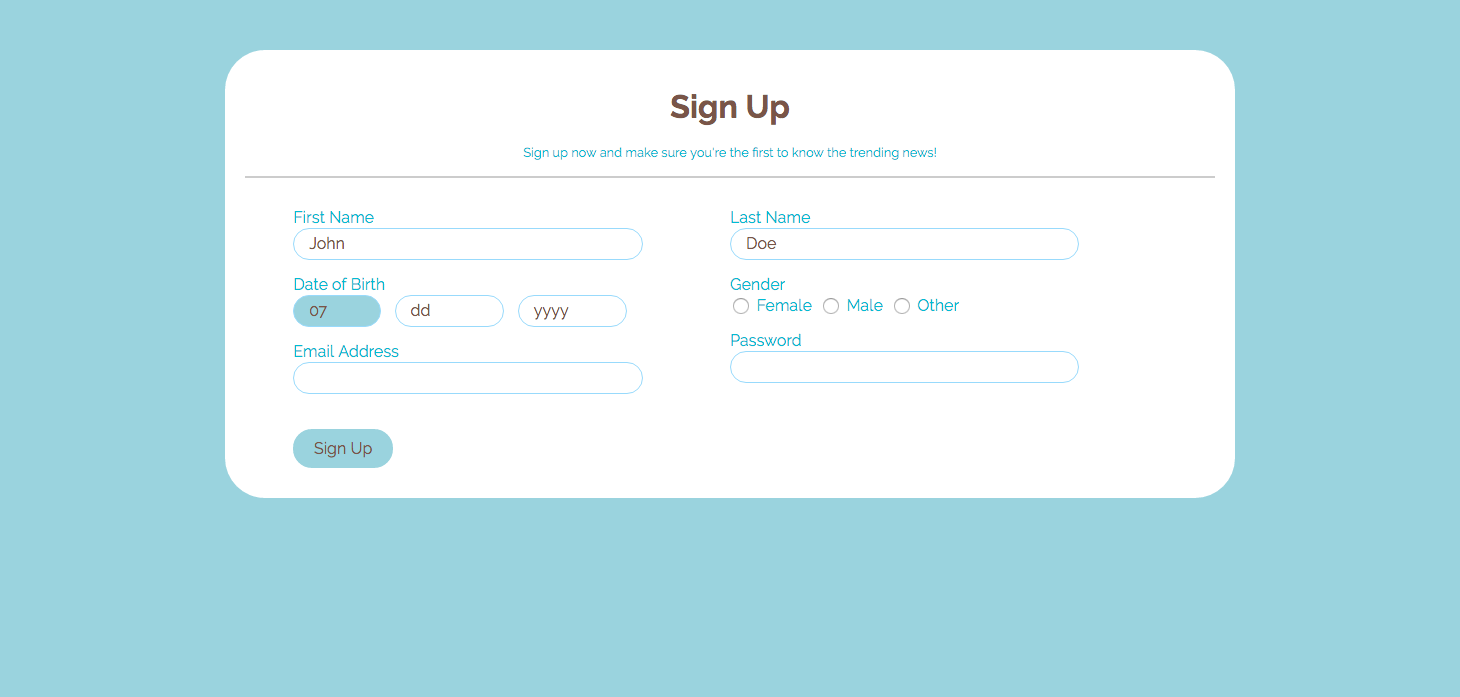 Sign Up
Sign up now and make sure you're the first to know the trending news!
First Name
John
Last Name
Doe
Date of Birth
07 dd yyyy
Gender
Female Male Other
Email Address
Password
Sign Up